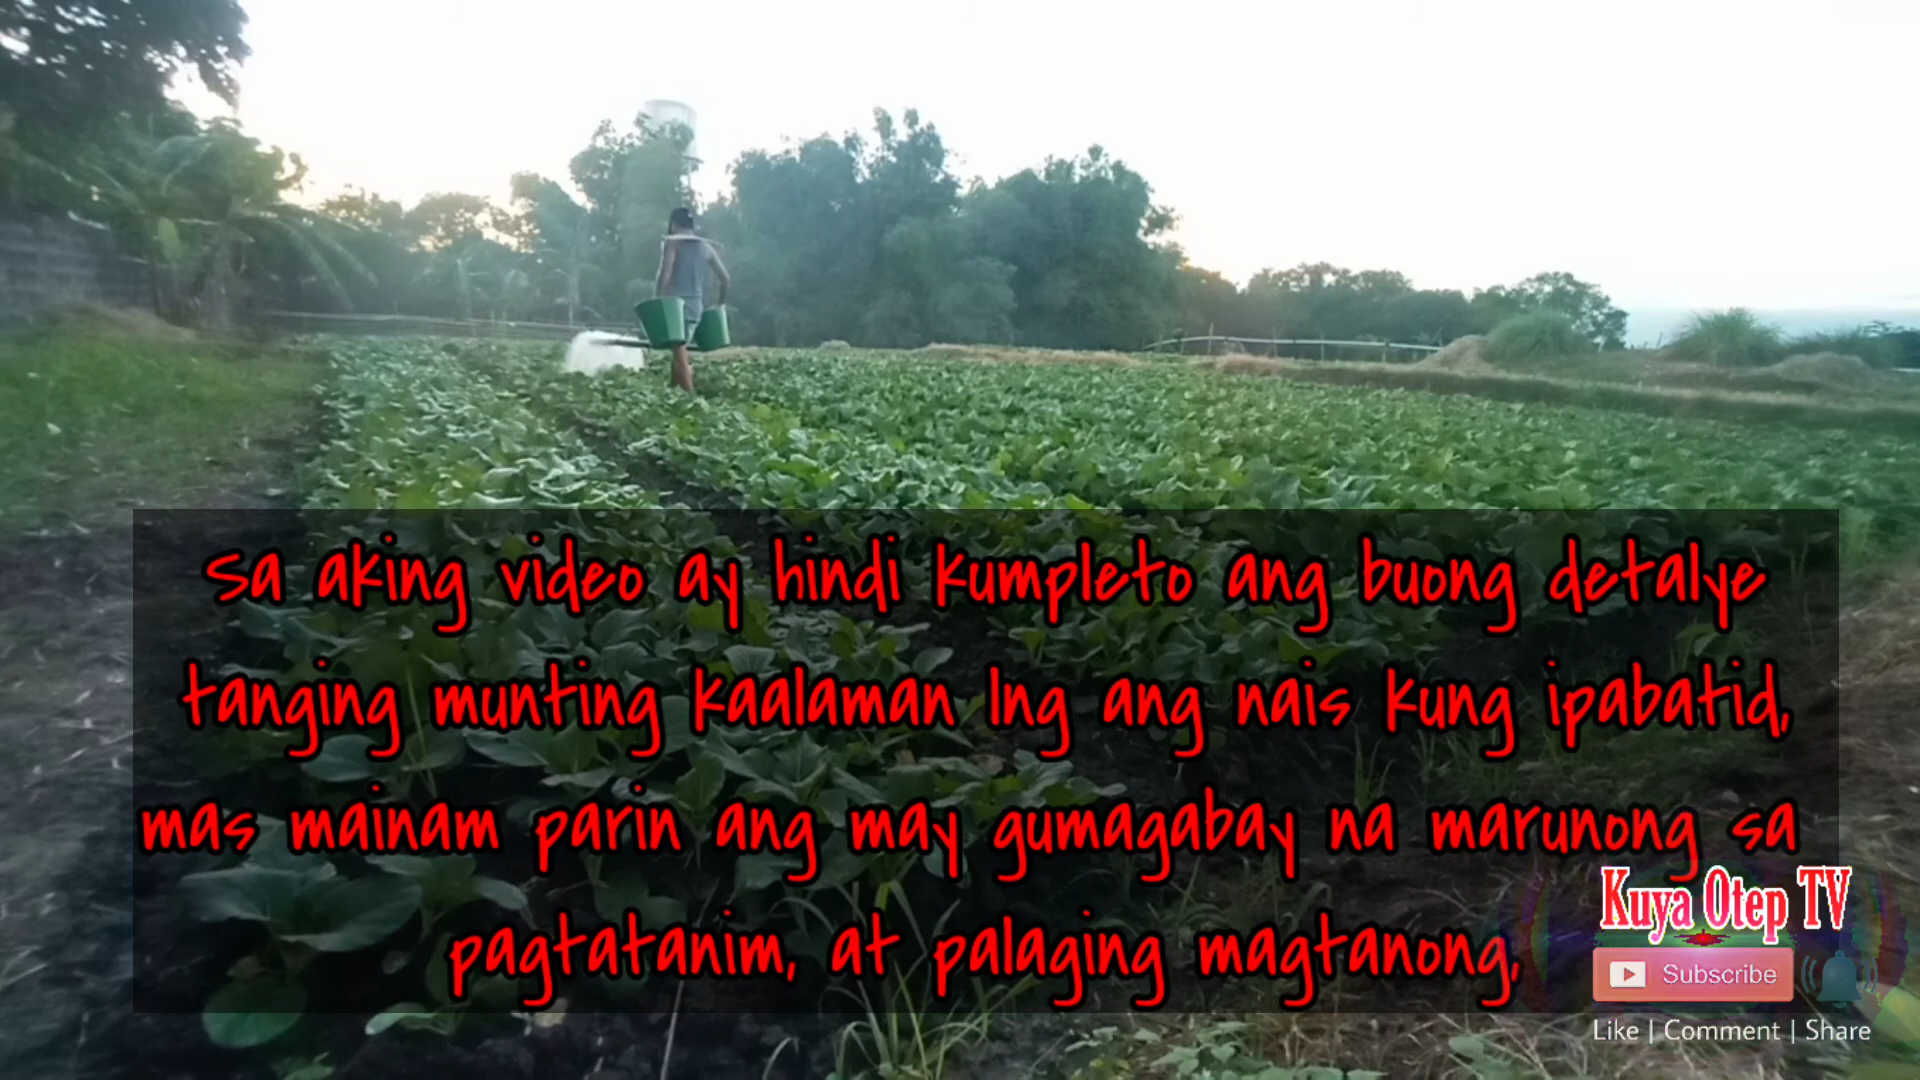 Sa aking video ay hindi kumpleto ang buong detalye
tanging munting kaalaman lng ang nais kung ipabatid,
mas mainam parin ang may gumagabay na marunong sa
pagtatanim, at palaging magtanong,
Kuya Otep TV
Subscribe
Like | Comment | Share